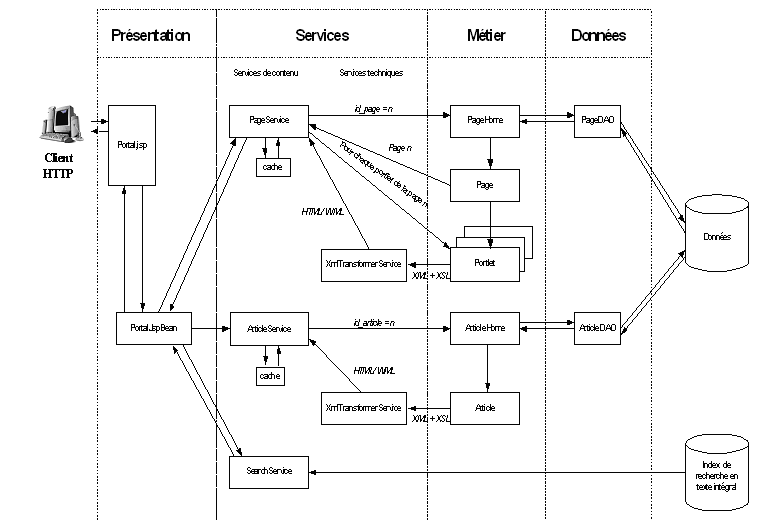 Présentation
Services
Métier
Données
Services de contenu
Services techniques
Client
HTTP
Portal.jsp
PageService
id_page = n
PageHome
PageDAO
cache
Page n
Pour chaque portlet de la page n
Page
HTML/WML
XmlTransformerService
XML + XSL
Portlet
Données
PortalJspBean
ArticleService
id_article = n
ArticleHome
ArticleDAO
cache
HTML/WML
XmlTransformerService
XML + XSL
Article
SearchService
Index de
recherche en
texte intégral